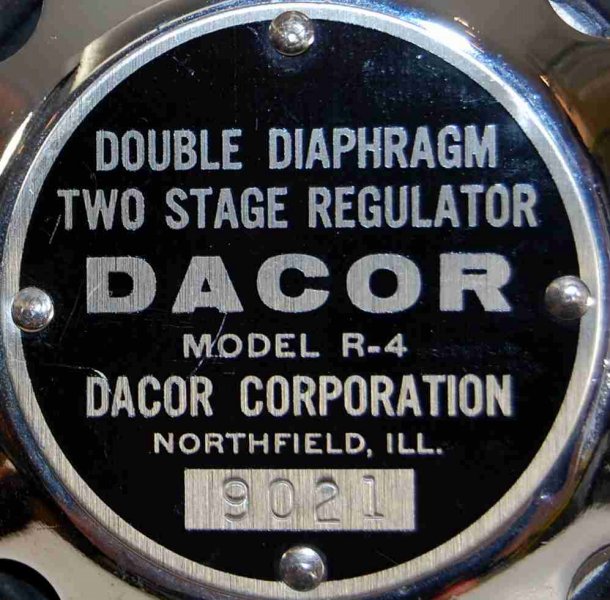 DOUBLE DIAPHRAGM
TWO STAGE REGULATOR
DACOR
MODEL R-4
DACOR CORPORATION
NORTHFIELD, ILL.
9021